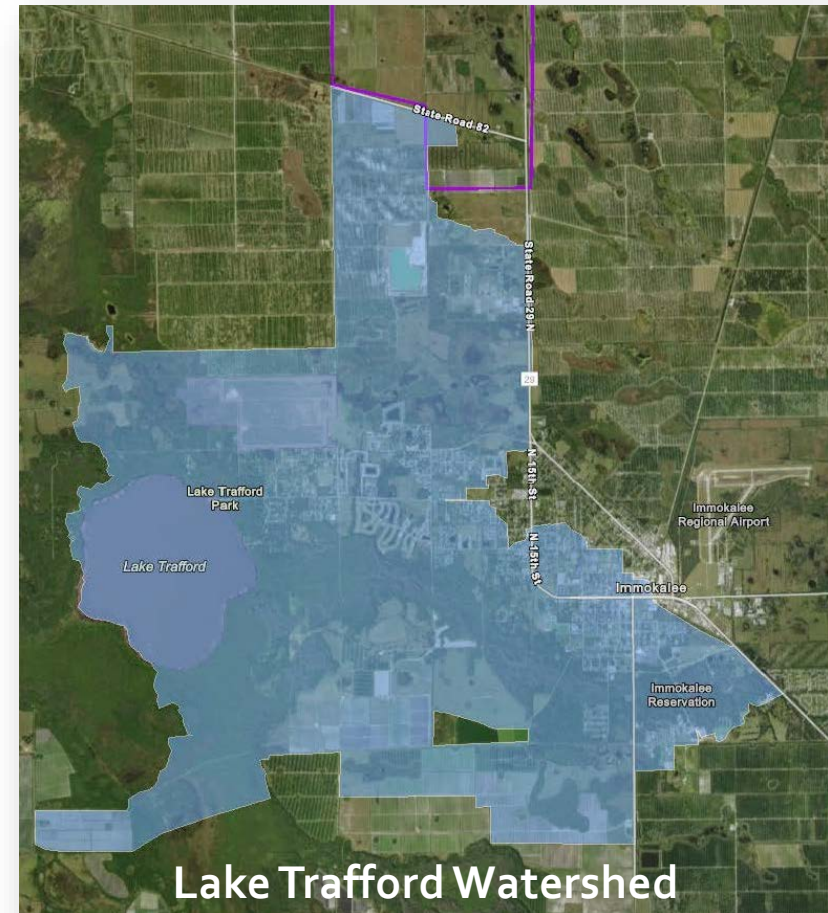 State Road 82
State Road 29 N
29
N 15th St
Lake Trafford
Park
Immokalee
Regional Airport
Lake Trafford
N 15th St
Immokalee
Immokalee
Reservation
Lake Trafford Watershed